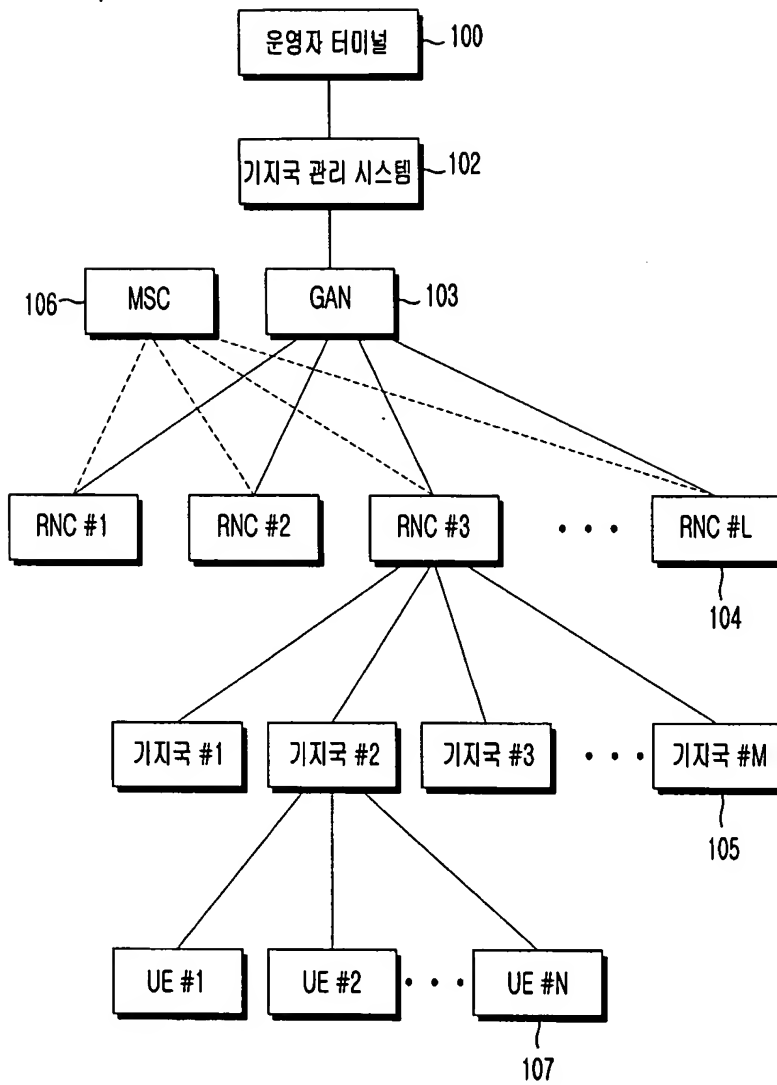 운영자 터미널
100
기지국 관리 시스템
102
106
MSC
GAN
103
RNC #1
RNC #2
RNC #3
• • •
RNC #L
104
기지국 #1
기지국 #2
기지국 #3
• • •
기지국 #M
105
UE #1
UE #2
• • •
UE #N
107